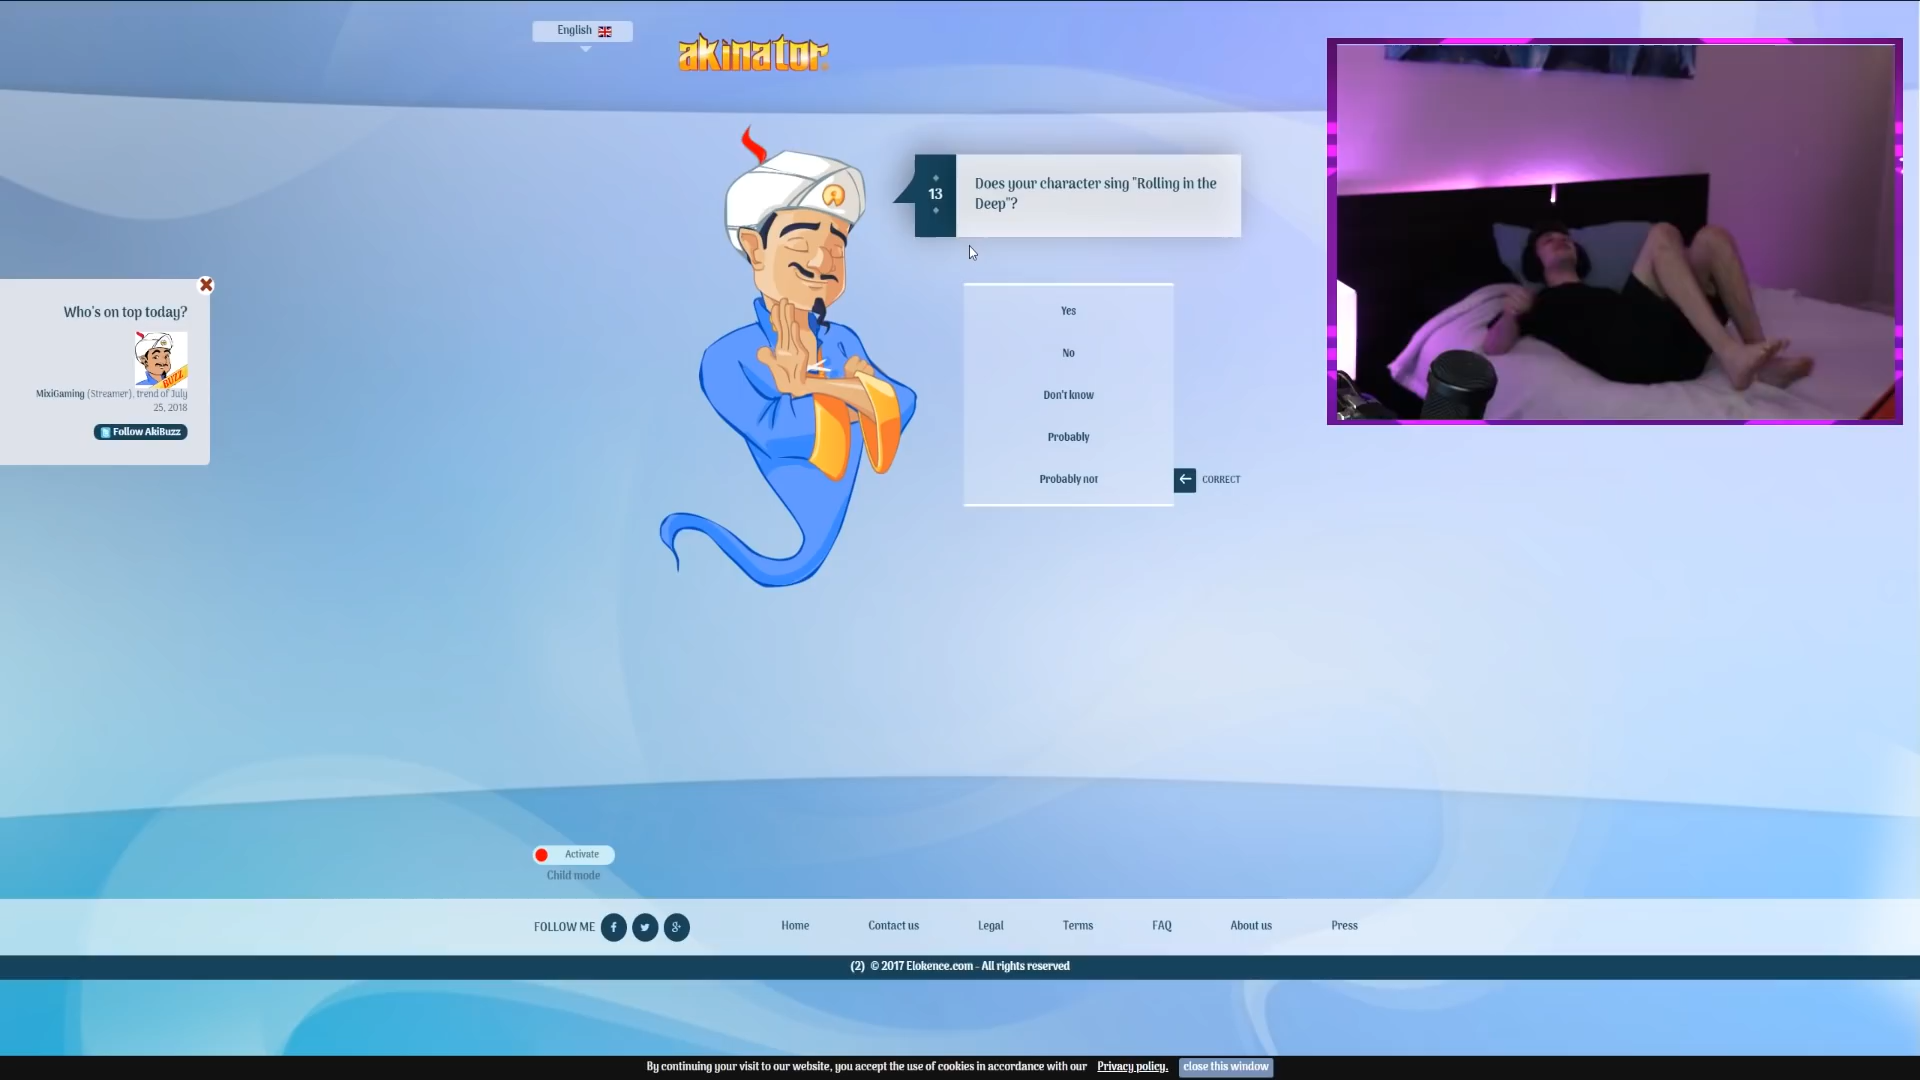 English
akinator
13
Does your character sing "Rolling in the
Deep"?
Yes
No
Don't know
Probably
Probably not
CORRECT
Who's on top today?
BUZZ
MixiGaming (Streamer), trend of July
25, 2018
Follow AkiBuzz
Activate
Child mode
FOLLOW ME
Home
Contact us
Legal
Terms
FAQ
About us
Press
(2) © 2017 Elokence.com - All rights reserved
By continuing your visit to our website, you accept the use of cookies in accordance with our Privacy policy. close this window